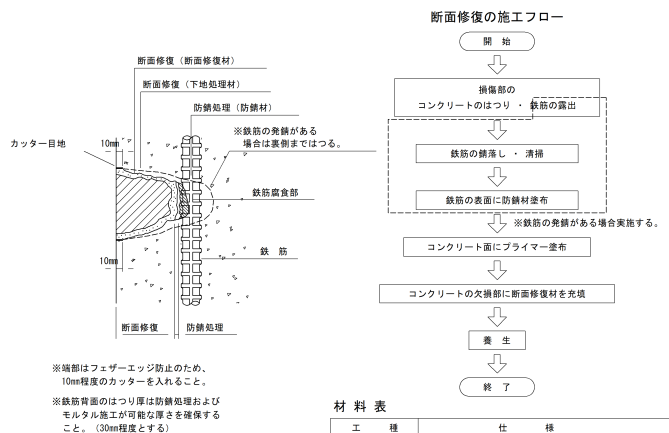 断面修復（断面修復材）
断面修復（下地処理材）
防錆処理（防錆材）
カッター目地
10mm
※鉄筋の発錆がある
場合は裏側まではつる。
鉄筋腐食部
鉄 筋
10mm
断面修復
防錆処理
※端部はフェザーエッジ防止のため、
10mm程度のカッターを入れること。
※鉄筋背面のはつり厚は防錆処理および
モルタル施工が可能な厚さを確保する
こと。（30mm程度とする）
断面修復の施工フロー
開 始
損傷部の
コンクリートのはつり ・ 鉄筋の露出
鉄筋の錆落し ・ 清掃
鉄筋の表面に防錆材塗布
※鉄筋の発錆がある場合実施する。
コンクリート面にプライマー塗布
コンクリートの欠損部に断面修復材を充填
養 生
終 了
材 料 表
工 種
仕 様